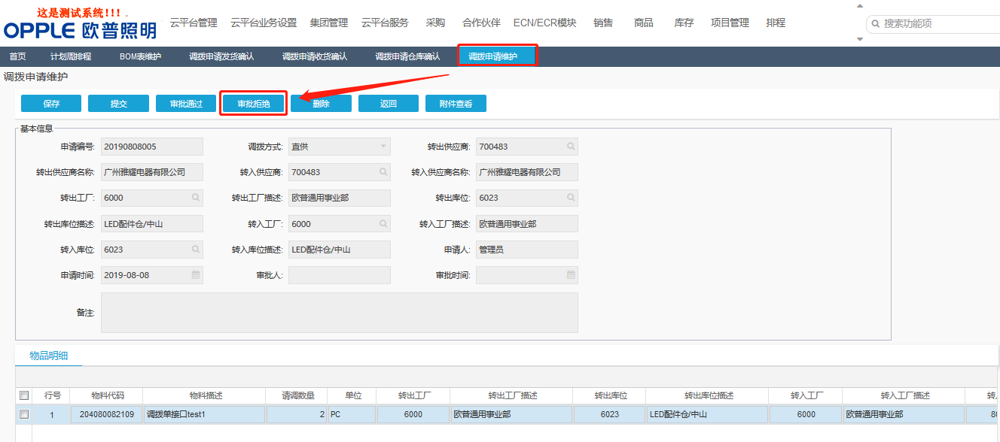 这是测试系统!!! 。
OPPLE 欧普照明
云平台管理 云平台业务设置 集团管理 云平台服务 采购 合作伙伴 ECN/ECR模块 销售 商品 库存 项目管理 排程 搜索功能项
首页 计划周排程 BOM表维护 调拨申请发货确认 调拨申请收货确认 调拨申请仓库确认 调拨申请维护
调拨申请维护
保存 提交 审批通过 审批拒绝 删除 返回 附件查看
基本信息
申请编号: 20190808005 调拨方式: 直供 转出供应商: 700483
转出供应商名称: 广州雅耀电器有限公司 转入供应商: 700483 转入供应商名称: 广州雅耀电器有限公司
转出工厂: 6000 转出工厂描述: 欧普通用事业部 转出库位: 6023
转出库位描述: LED配件仓/中山 转入工厂: 6000 转入工厂描述: 欧普通用事业部
转入库位: 6023 转入库位描述: LED配件仓/中山 申请人: 管理员
申请时间: 2019-08-08 审批人: 审批时间:
备注:
物品明细
行号 物料代码 物料描述 请调数量 单位 转出工厂 转出工厂描述 转出库位 转出库位描述 转入工厂 转入工厂描述 转
1 204080082109 调拨单接口test1 2 PC 6000 欧普通用事业部 6023 LED配件仓/中山 6000 欧普通用事业部